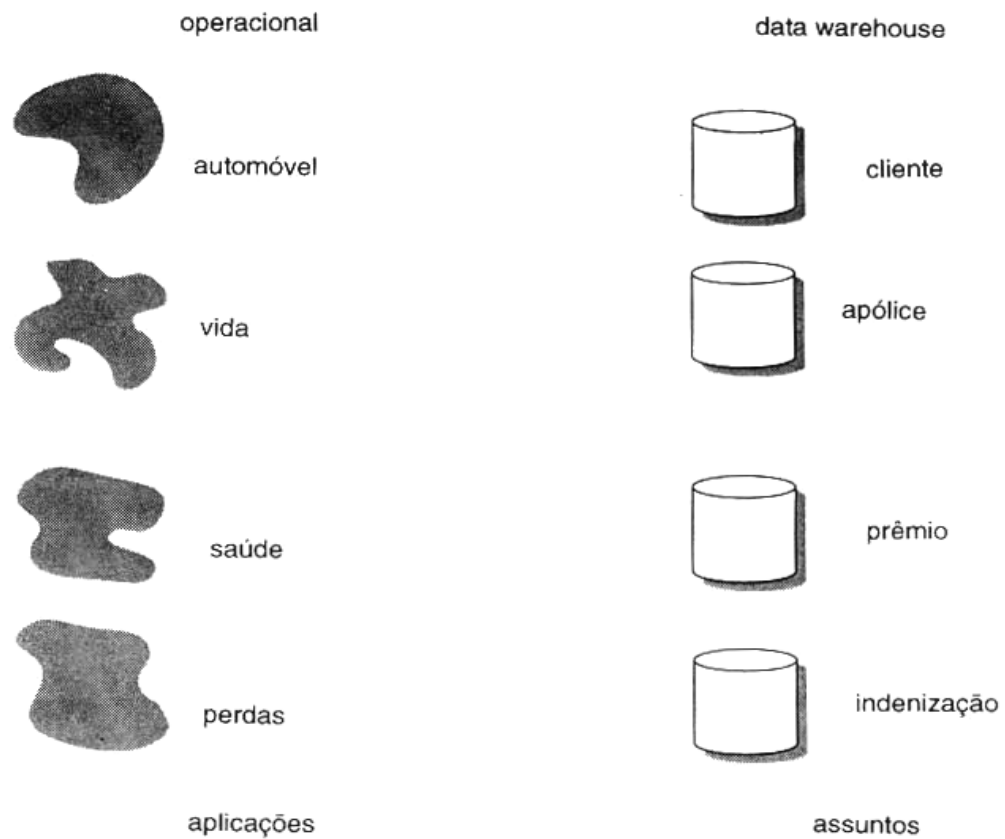 operacional
data warehouse
automóvel
cliente
vida
apólice
saúde
prêmio
perdas
indenização
aplicações
assuntos